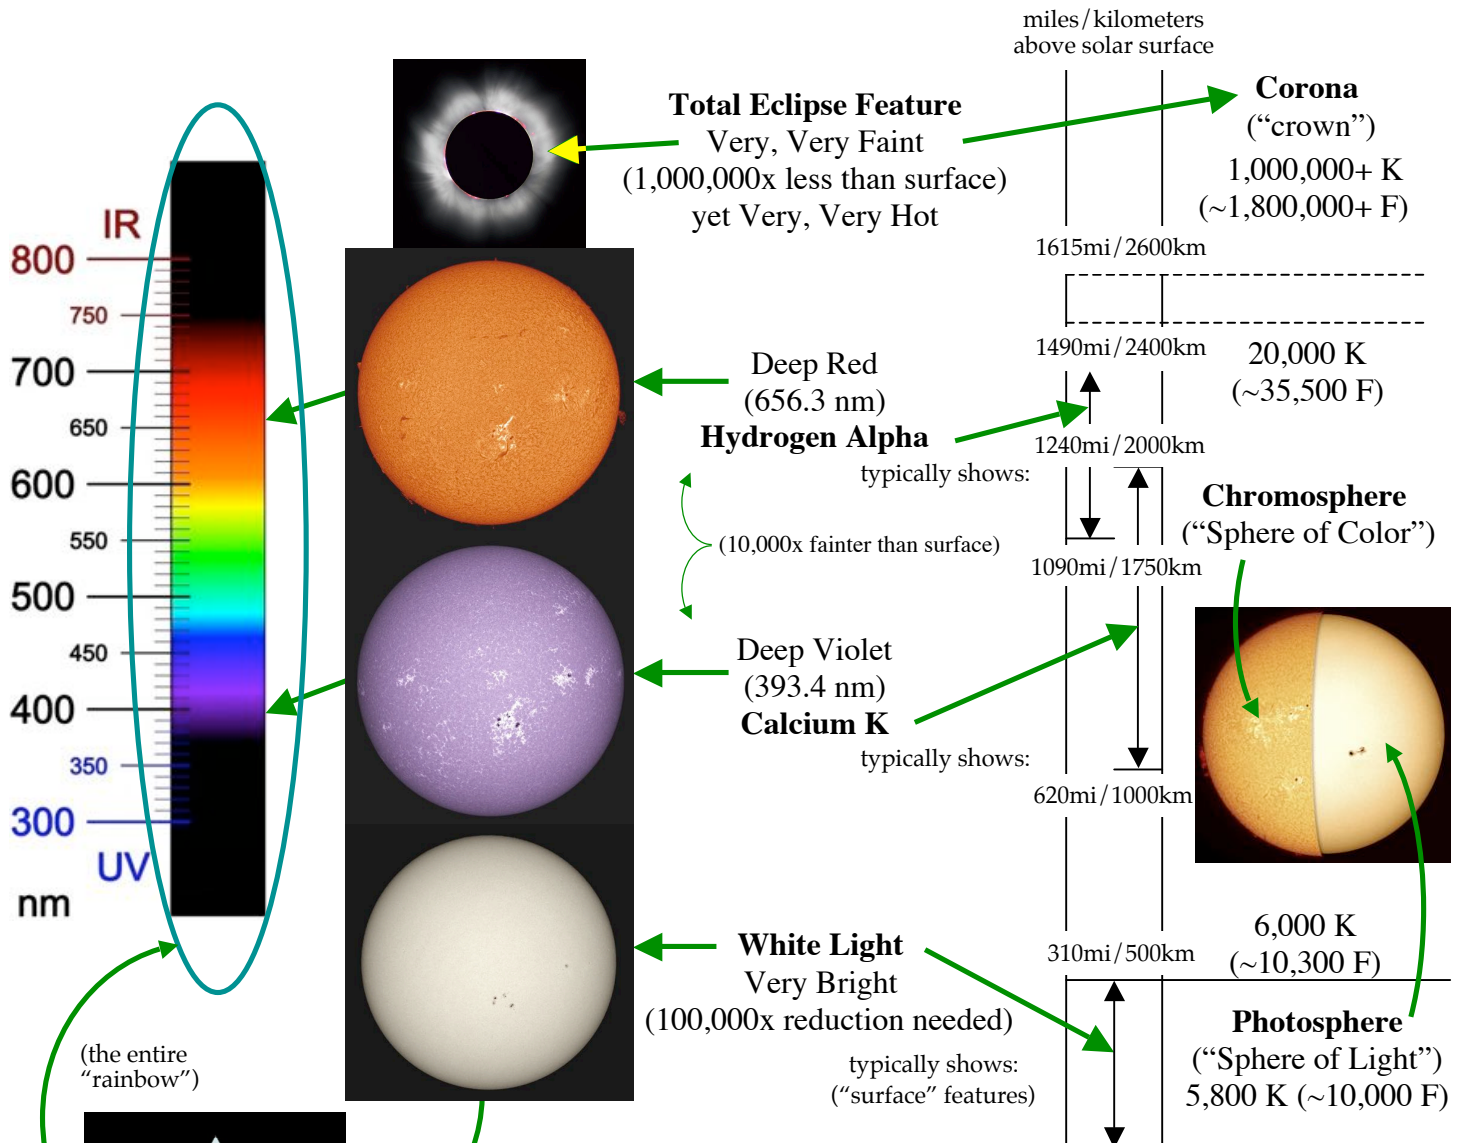 miles/kilometers
above solar surface
Total Eclipse Feature
Very, Very Faint
(1,000,000x less than surface)
yet Very, Very Hot
Corona
(“crown”)
1,000,000+ K
(~1,800,000+ F)
1615mi/2600km
1490mi/2400km
20,000 K
(~35,500 F)
IR
800
750
700
650
600
550
500
450
400
350
300
UV
nm
Deep Red
(656.3 nm)
Hydrogen Alpha
typically shows:
1240mi/2000km
(10,000x fainter than surface)
Chromosphere
(“Sphere of Color”)
1090mi/1750km
Deep Violet
(393.4 nm)
Calcium K
typically shows:
620mi/1000km
White Light
Very Bright
(100,000x reduction needed)
typically shows:
(“surface” features)
310mi/500km
6,000 K
(~10,300 F)
Photosphere
(“Sphere of Light”)
5,800 K (~10,000 F)
(the entire
“rainbow”)